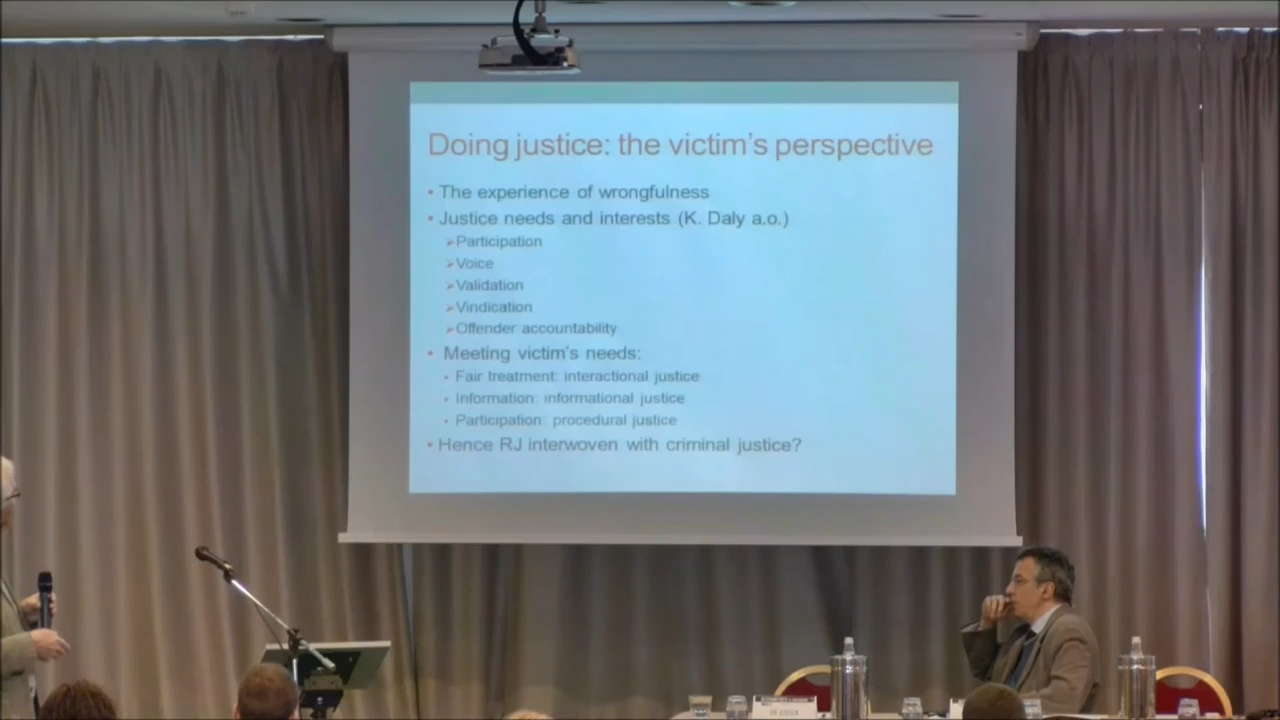 Doing justice: the victim's perspective
• The experience of wrongfulness
• Justice needs and interests (K. Daly a.o.)
➢Participation
➢Voice
➢Validation
➢Vindication
➢Offender accountability
• Meeting victim's needs:
• Fair treatment: interactional justice
• Information: informational justice
• Participation: procedural justice
• Hence RJ interwoven with criminal justice?